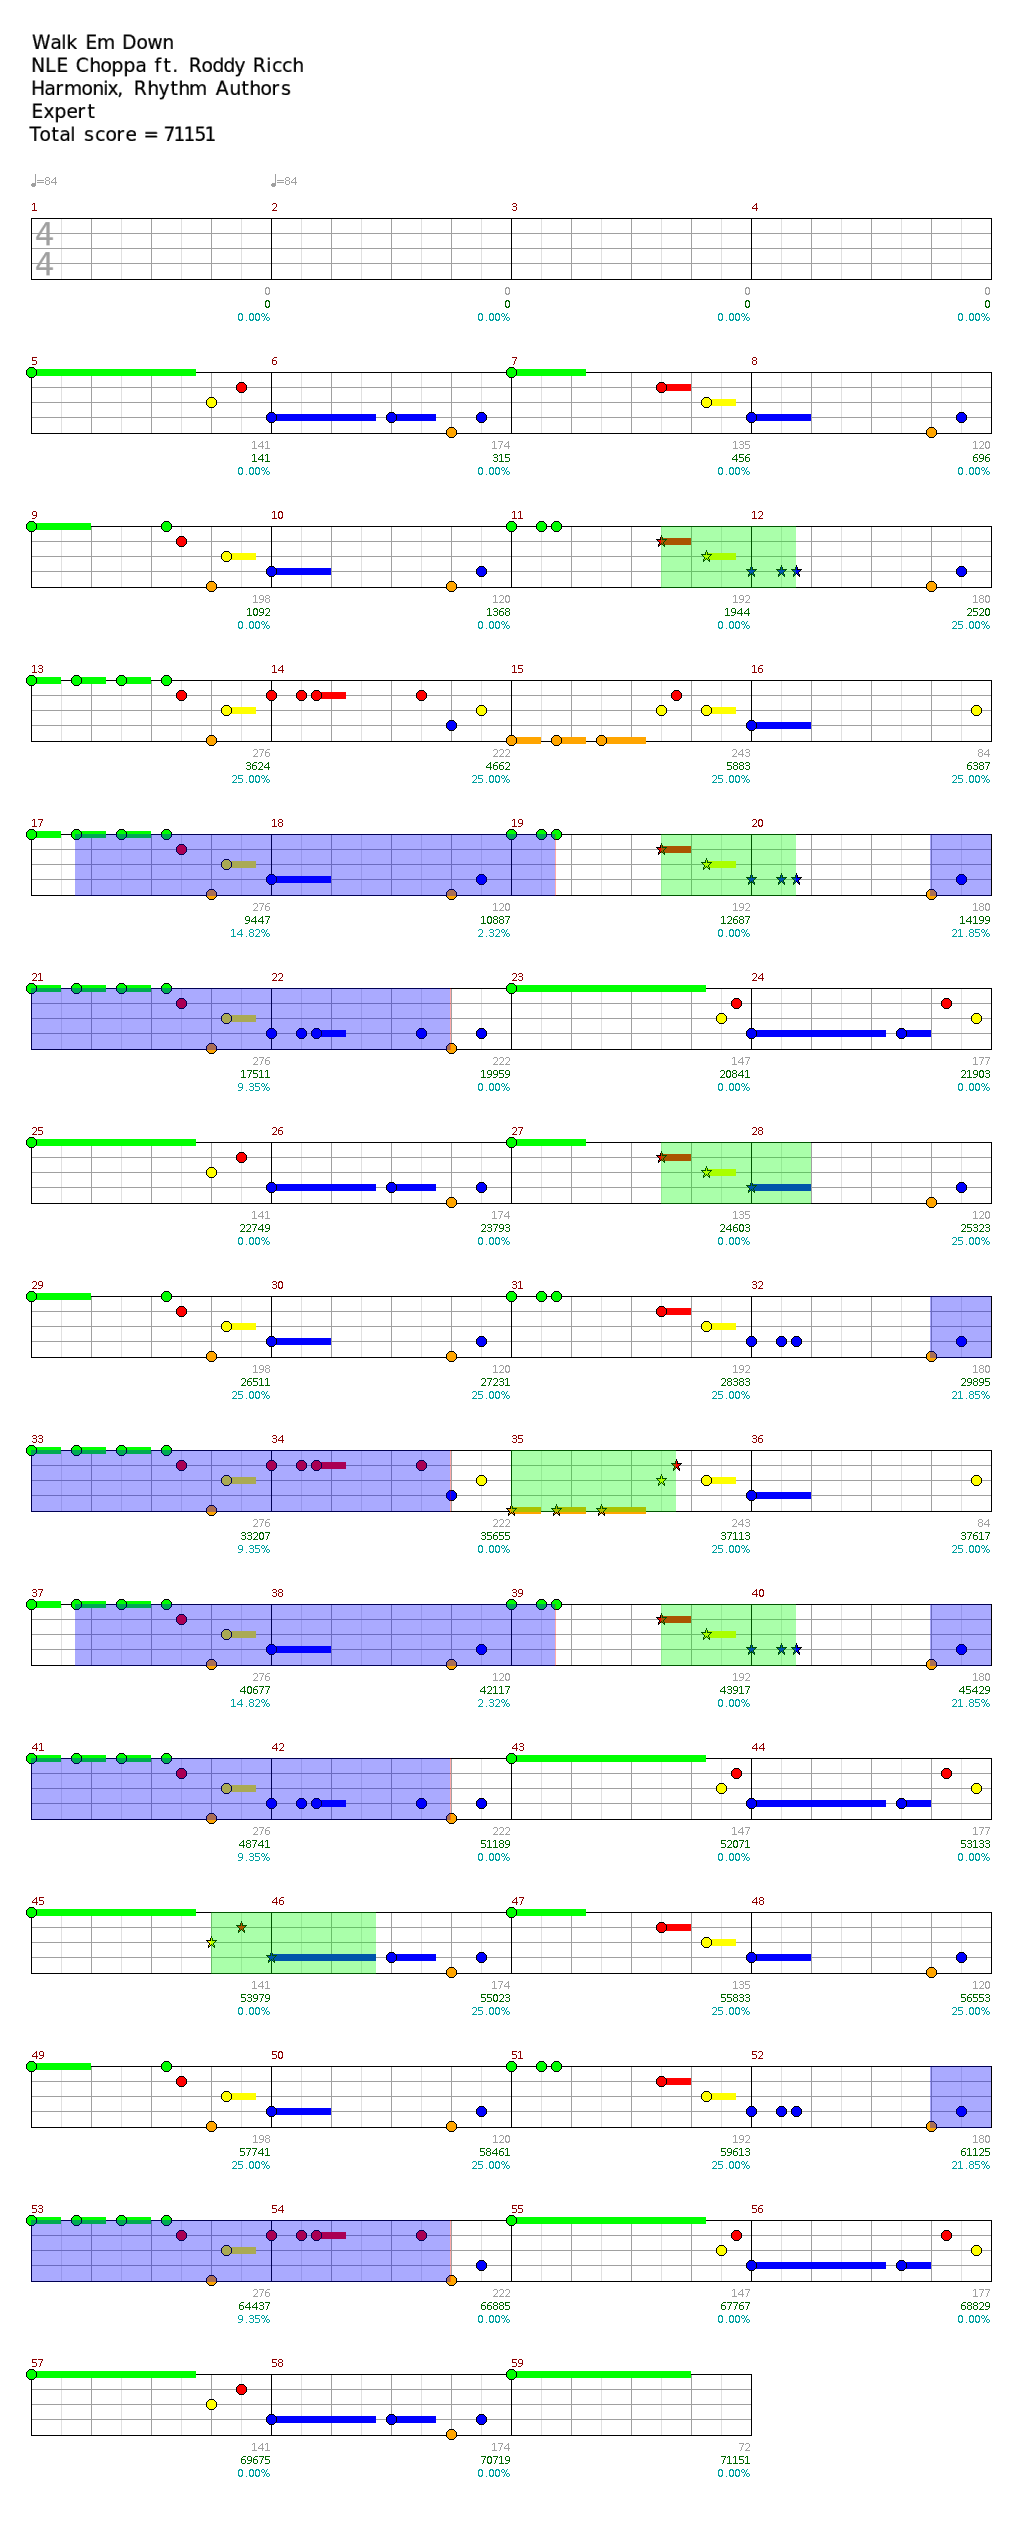 Walk Em Down
NLE Choppa ft. Roddy Ricch
Harmonix, Rhythm Authors
Expert
Total score = 71151
♩=84 ♩=84
1 2 3 4
4
4
0 0 0 0
0 0 0 0
0.00% 0.00% 0.00% 0.00%
5 6 7 8
141 174 135 120
141 315 456 696
0.00% 0.00% 0.00% 0.00%
9 10 11 12
198 120 192 180
1092 1368 1944 2520
0.00% 0.00% 0.00% 25.00%
13 14 15 16
276 222 243 84
3624 4662 5883 6387
25.00% 25.00% 25.00% 25.00%
17 18 19 20
276 120 192 180
9447 10887 12687 14199
14.82% 2.32% 0.00% 21.85%
21 22 23 24
276 222 147 177
17511 19959 20841 21903
9.35% 0.00% 0.00% 0.00%
25 26 27 28
141 174 135 120
22749 23793 24603 25323
0.00% 0.00% 0.00% 25.00%
29 30 31 32
198 120 192 180
26511 27231 28383 29895
25.00% 25.00% 25.00% 21.85%
33 34 35 36
276 222 243 84
33207 35655 37113 37617
9.35% 0.00% 25.00% 25.00%
37 38 39 40
276 120 192 180
40677 42117 43917 45429
14.82% 2.32% 0.00% 21.85%
41 42 43 44
276 222 147 177
48741 51189 52071 53133
9.35% 0.00% 0.00% 0.00%
45 46 47 48
141 174 135 120
53979 55023 55833 56553
0.00% 25.00% 25.00% 25.00%
49 50 51 52
198 120 192 180
57741 58461 59613 61125
25.00% 25.00% 25.00% 21.85%
53 54 55 56
276 222 147 177
64437 66885 67767 68829
9.35% 0.00% 0.00% 0.00%
57 58 59
141 174 72
69675 70719 71151
0.00% 0.00% 0.00%